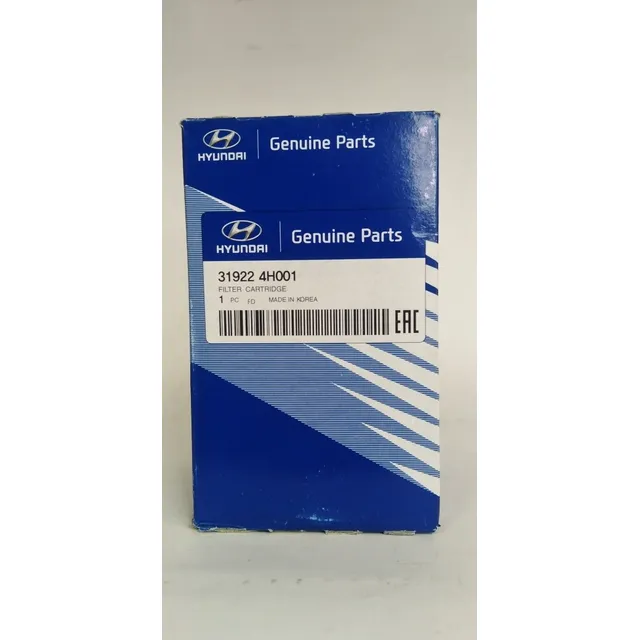 HYUNDAI | Genuine Parts
HYUNDAI | Genuine Parts
31922 4H001
FILTER CARTRIDGE
1 PC FD MADE IN KOREA
EAC